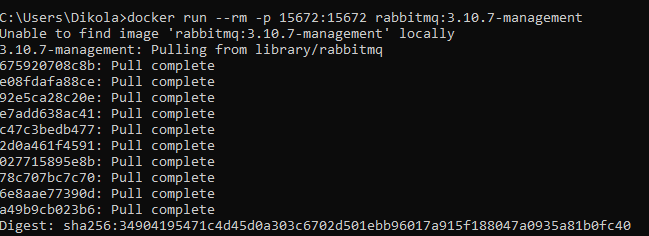 C:\Users\Dikola>docker run --rm -p 15672:15672 rabbitmq:3.10.7-management
Unable to find image 'rabbitmq:3.10.7-management' locally
3.10.7-management: Pulling from library/rabbitmq
675920708c8b: Pull complete
e08fdafa88ce: Pull complete
92e5ca28c20e: Pull complete
e7add638ac41: Pull complete
c47c3bedb477: Pull complete
2d0a461f4591: Pull complete
027715895e8b: Pull complete
78c707bc7c70: Pull complete
6e8aae77390d: Pull complete
a49b9cb023b6: Pull complete
Digest: sha256:34904195471c4d45d0a303c6702d501ebb96017a915f188047a0935a81b0fc40